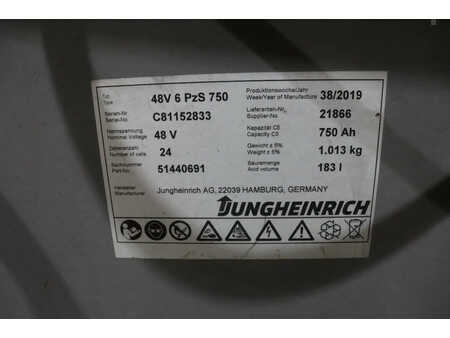 Typ
Type
48V 6 PzS 750
Produktionswoche/Jahr
Week/Year of Manufacture
38/2019
Serien-Nr
Serial-No
C81152833
Lieferanten-Nr.
Supplier-No
21866
Nennspannung
Nominal Voltage
48 V
Kapazität C5
Capacity C5
750 Ah
Zellenanzahl
Number of cells
24
Gewicht ± 5%
Weight ± 5%
1.013 kg
Sachnummer
Part-No
51440691
Säuremenge
Acid volume
183 l
Hersteller
Manufacturer
Jungheinrich AG, 22039 HAMBURG, GERMANY
JUNGHEINRICH